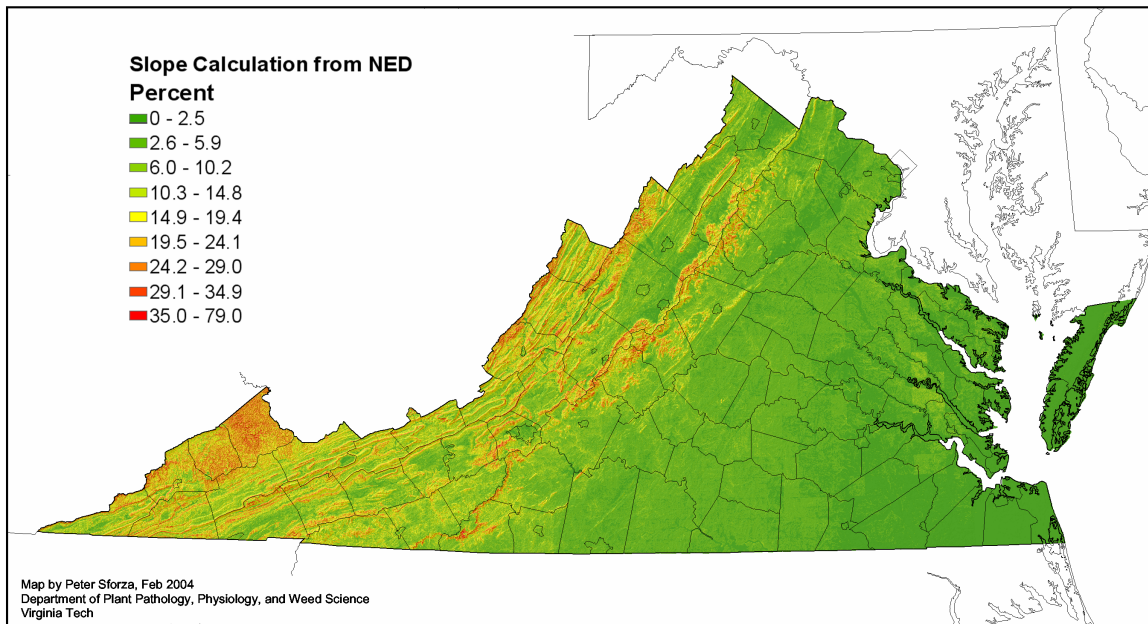 Slope Calculation from NED
Percent
0 - 2.5
2.6 - 5.9
6.0 - 10.2
10.3 - 14.8
14.9 - 19.4
19.5 - 24.1
24.2 - 29.0
29.1 - 34.9
35.0 - 79.0
Map by Peter Sforza, Feb 2004
Department of Plant Pathology, Physiology, and Weed Science
Virginia Tech